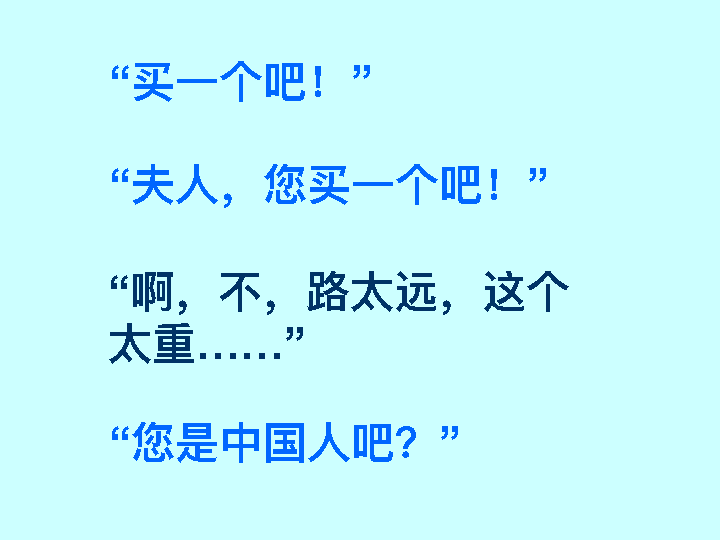 “买一个吧！”
“夫人，您买一个吧！”
“啊，不，路太远，这个
太重……”
“您是中国人吧？”